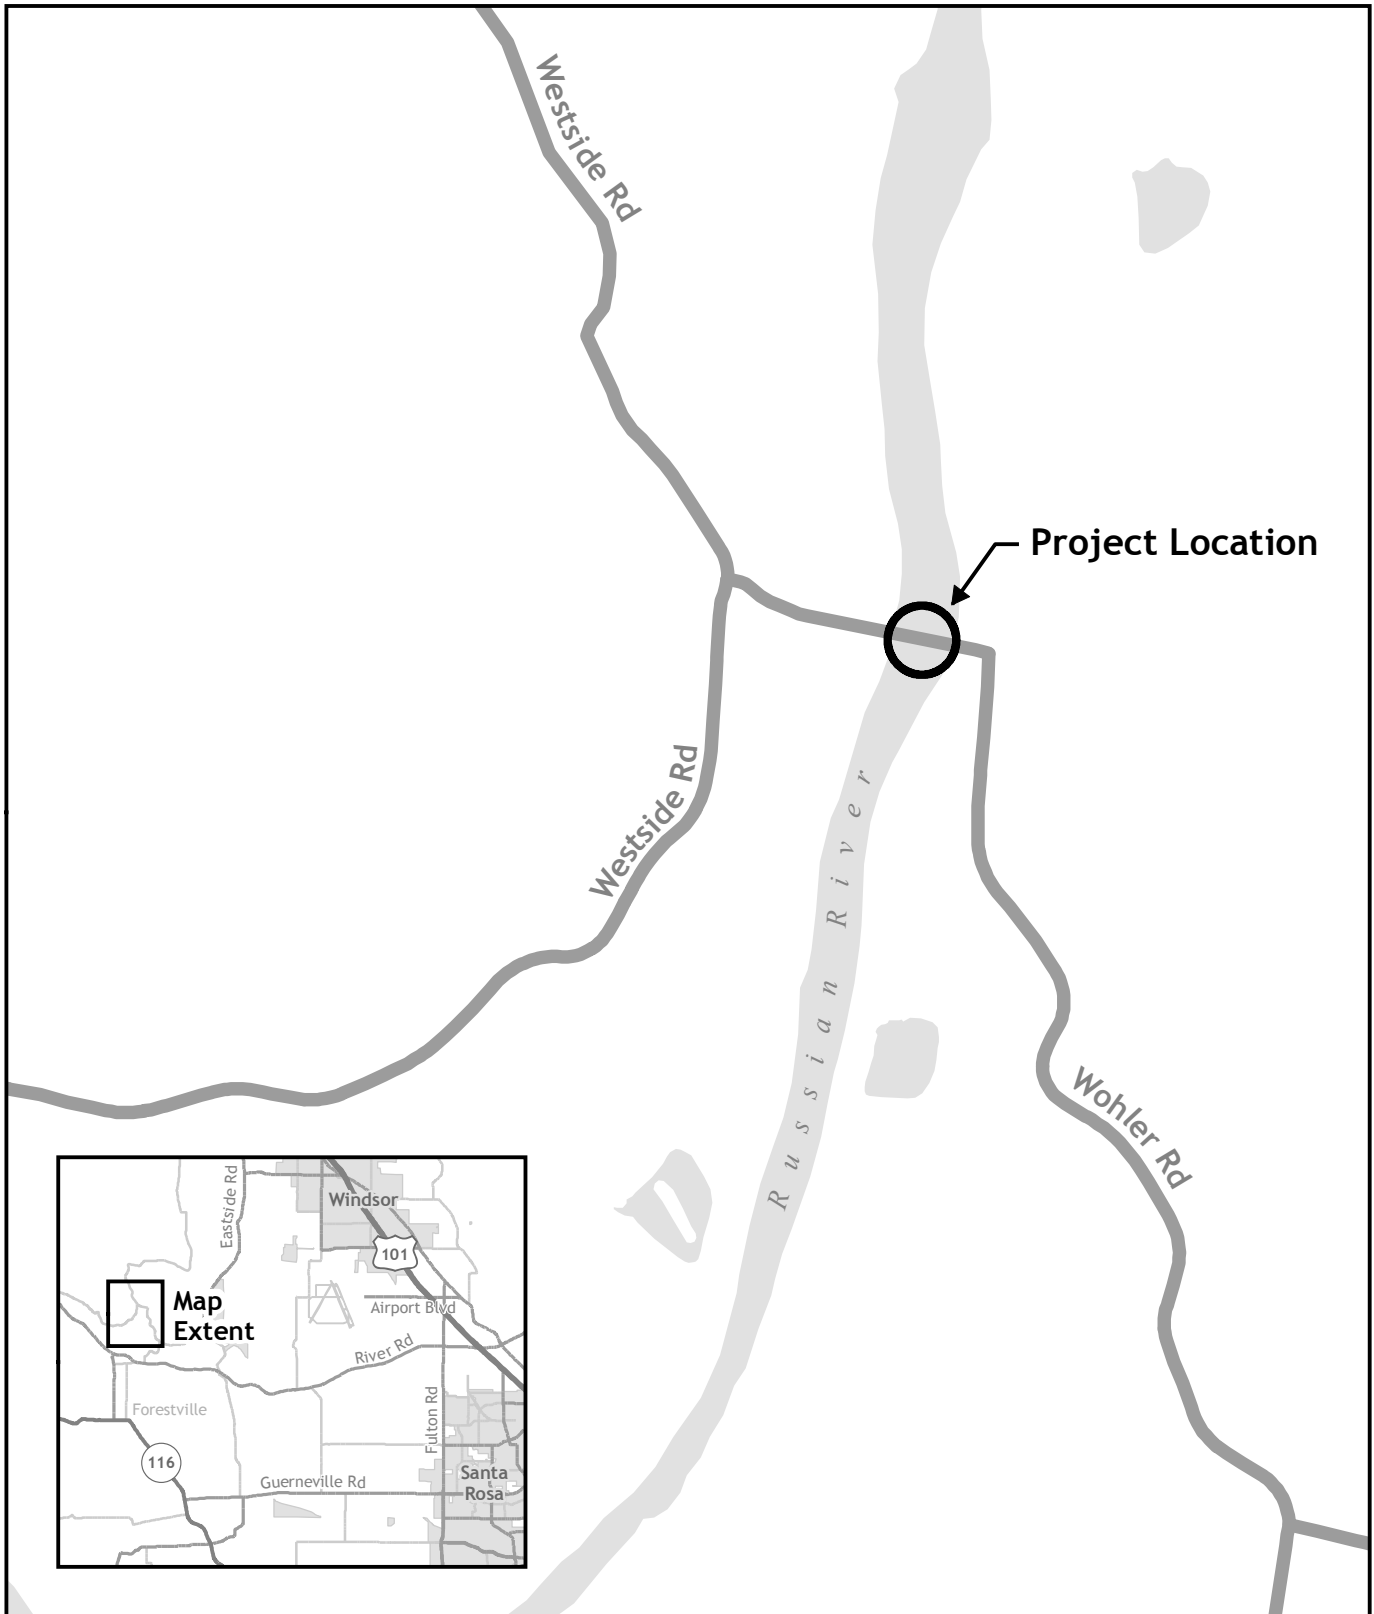 Westside Rd
Project Location
Westside Rd
Russian River
Wohler Rd
Eastside Rd
Windsor
101
Map
Extent
Airport Blvd
River Rd
Forestville
Fulton Rd
116
Guerneville Rd
Santa
Rosa